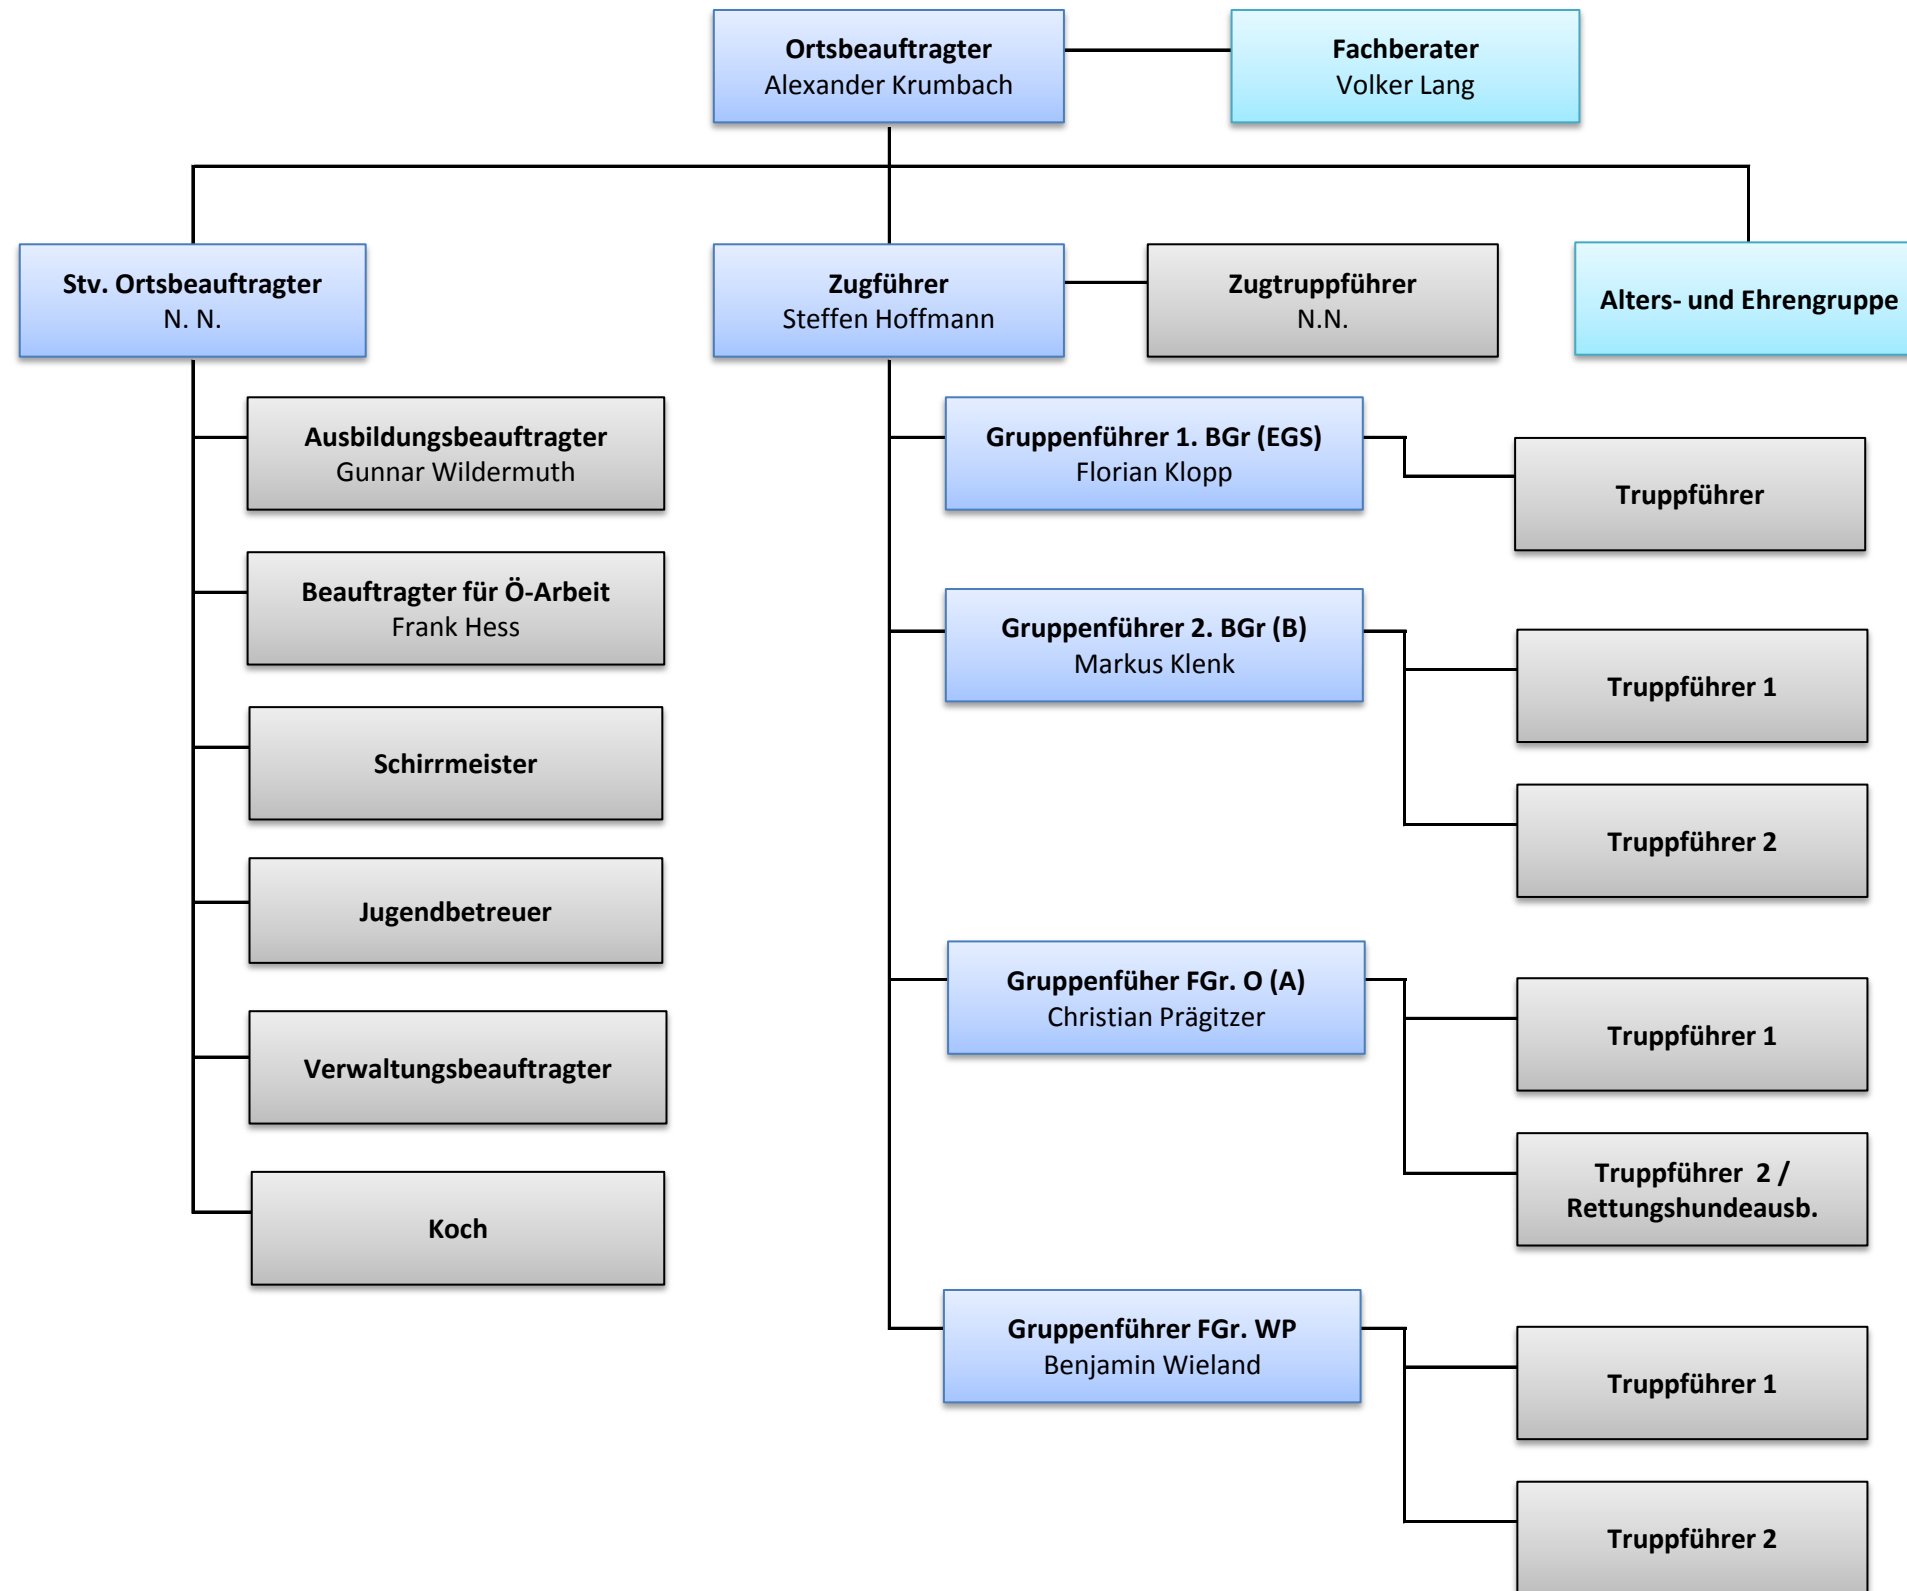 Ortsbeauftragter
Alexander Krumbach
Fachberater
Volker Lang
Stv. Ortsbeauftragter
N. N.
Zugführer
Steffen Hoffmann
Zugtruppführer
N.N.
Alters- und Ehrengruppe
Ausbildungsbeauftragter
Gunnar Wildermuth
Beauftragter für Ö-Arbeit
Frank Hess
Schirrmeister
Jugendbetreuer
Verwaltungsbeauftragter
Koch
Gruppenführer 1. BGr (EGS)
Florian Klopp
Truppführer
Gruppenführer 2. BGr (B)
Markus Klenk
Truppführer 1
Truppführer 2
Gruppenfüher FGr. O (A)
Christian Prägitzer
Truppführer 1
Truppführer  2 /
Rettungshundeausb.
Gruppenführer FGr. WP
Benjamin Wieland
Truppführer 1
Truppführer 2